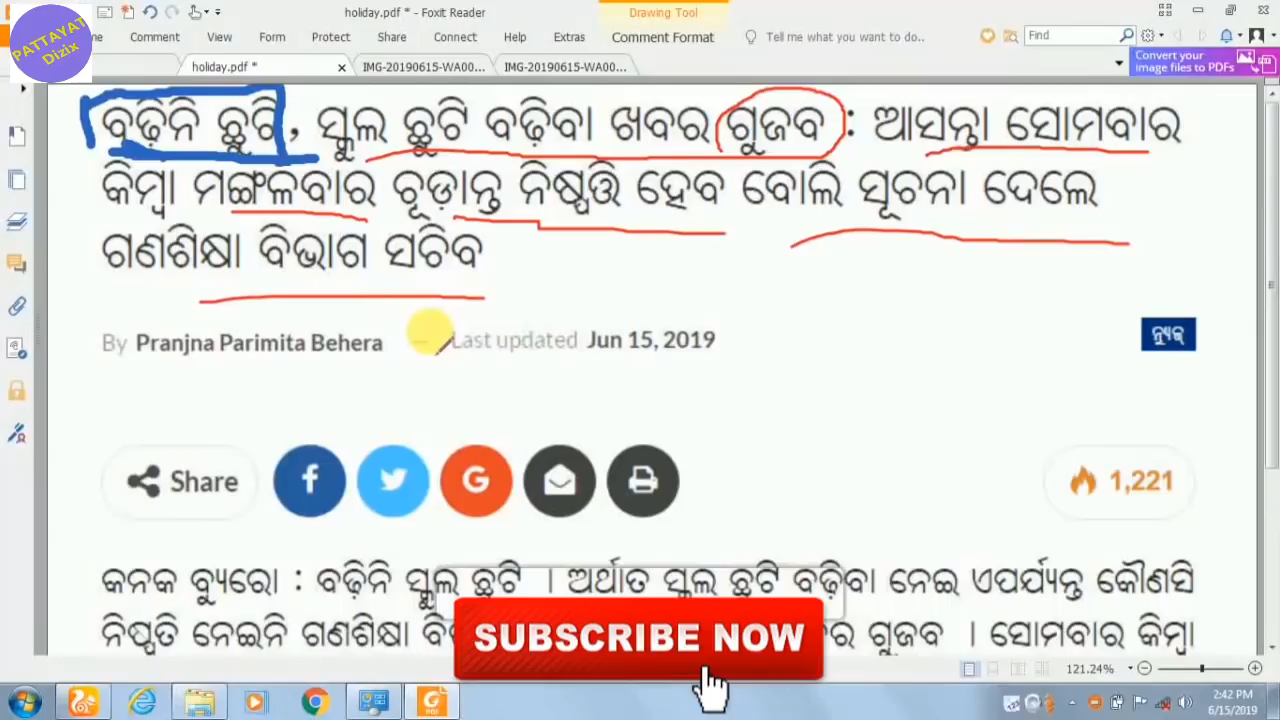 PATTAYAT
Dizix
holiday.pdf * - Foxit Reader
Drawing Tool
me Comment View Form Protect Share Connect Help Extras Comment Format Tell me what you want to do.. Find
holiday.pdf * IMG-20190615-WA00... IMG-20190615-WA00...
Convert your
image files to PDFs
ବଢ଼ିନି ଛୁଟି, ସ୍କୁଲ ଛୁଟି ବଢ଼ିବା ଖବର ଗୁଜବ : ଆସନ୍ତା ସୋମବାର
କିମ୍ବା ମଙ୍ଗଳବାର ଚୂଡ଼ାନ୍ତ ନିଷ୍ପତ୍ତି ହେବ ବୋଲି ସୂଚନା ଦେଲେ
ଗଣଶିକ୍ଷା ବିଭାଗ ସଚିବ
By Pranjna Parimita Behera Last updated Jun 15, 2019
ନ୍ୟୁଜ୍
Share 1,221
କନକ ବ୍ୟୁରୋ : ବଢ଼ିନି ସ୍କୁଲ ଛୁଟି । ଅର୍ଥାତ ସ୍କୁଲ ଛୁଟି ବଢ଼ିବା ନେଇ ଏପର୍ଯ୍ୟନ୍ତ କୌଣସି
ନିଷ୍ପତି ନେଇନି ଗଣଶିକ୍ଷା ଗୁଜବ । ସୋମବାର କିମ୍ବା
SUBSCRIBE NOW
121.24%
2:42 PM
6/15/2019